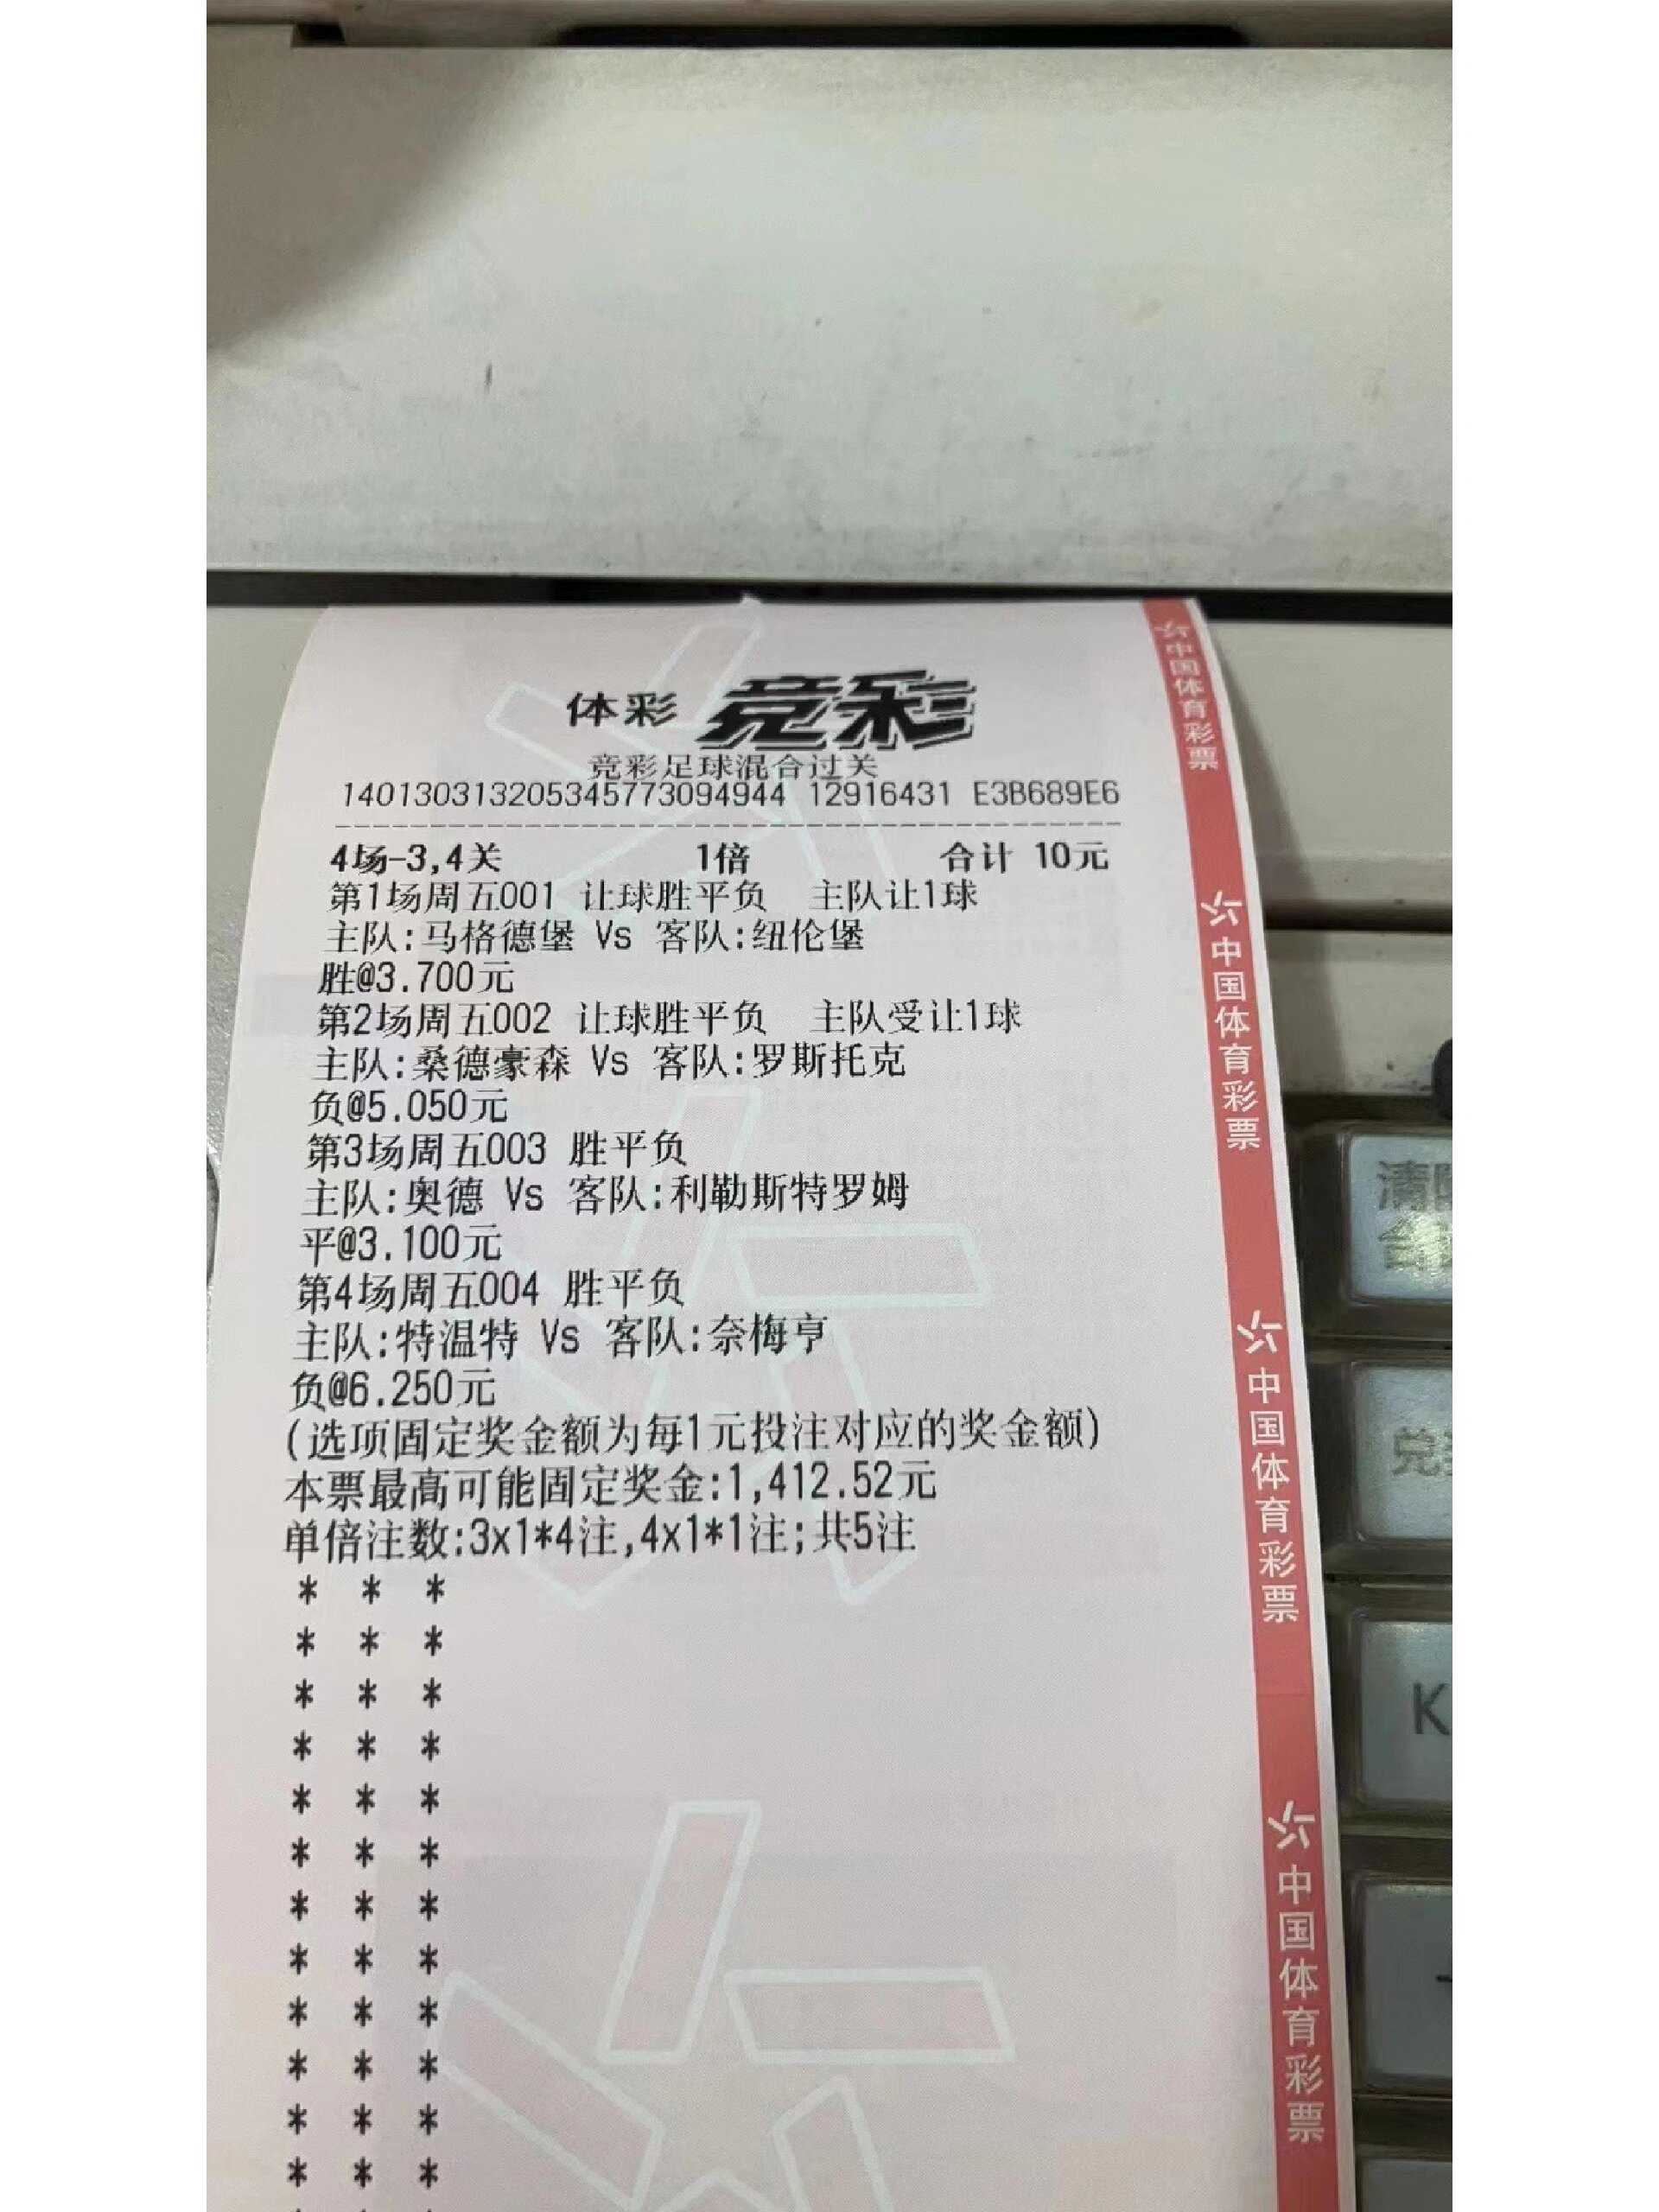 体彩 竞彩
竞彩足球混合过关
140130313205345773094944 12916431 E3B689E6
4场-3,4关 1倍 合计 10元
第1场周五001 让球胜平负 主队让1球
主队:马格德堡 Vs 客队:纽伦堡
胜@3.700元
第2场周五002 让球胜平负 主队受让1球
主队:桑德豪森 Vs 客队:罗斯托克
负@5.050元
第3场周五003 胜平负
主队:奥德 Vs 客队:利勒斯特罗姆
平@3.100元
第4场周五004 胜平负
主队:特温特 Vs 客队:奈梅亨
负@6.250元
(选项固定奖金额为每1元投注对应的奖金额)
本票最高可能固定奖金:1,412.52元
单倍注数:3x1*4注,4x1*1注;共5注
* * *
* * *
* * *
* * *
* * *
* * *
* * *
* * *
* * *
* * *
* * *
* * *
中国体育彩票
中国体育彩票
中国体育彩票
中国体育彩票
清
K